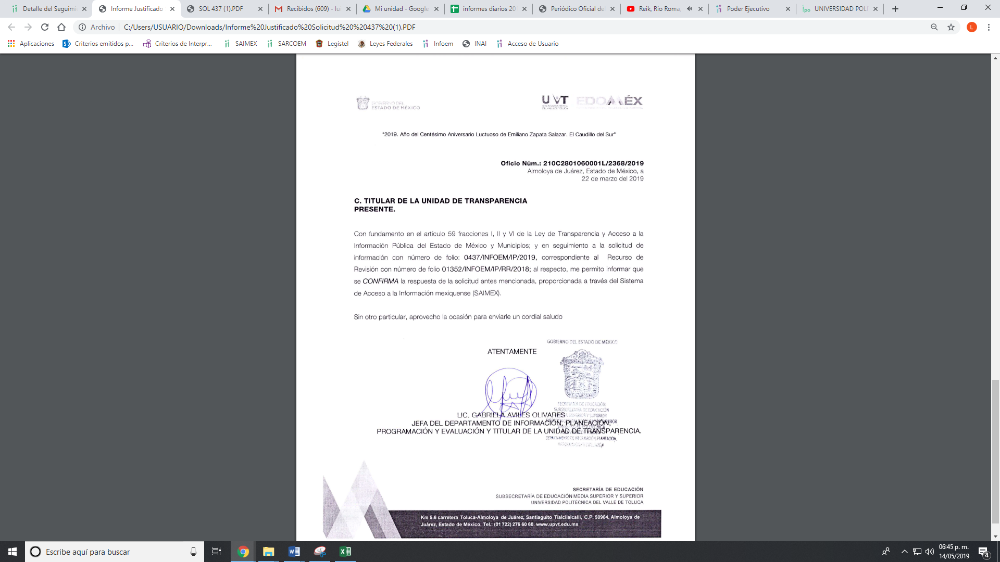 Detalle del Seguimi
Informe Justificado
SOL 437 (1).PDF
Recibidos (609) - lui
Mi unidad - Google
informes diarios 201
Periódico Oficial del
Reik, Rio Roma,
Poder Ejecutivo
UNIVERSIDAD POLI
Archivo
C:/Users/USUARIO/Downloads/Informe%20Justificado%20Solicitud%20%20437%20(1).PDF
L
Aplicaciones
Criterios emitidos p...
Criterios de Interpr...
SAIMEX
SARCOEM
Legistel
Leyes Federales
Infoem
INAI
Acceso de Usuario
GOBIERNO DEL
ESTADO DE MÉXICO
UVT
EDOMÉX
"2019. Año del Centésimo Aniversario Luctuoso de Emiliano Zapata Salazar. El Caudillo del Sur"
Oficio Núm.: 210C2801060001L/2368/2019
Almoloya de Juárez, Estado de México, a
22 de marzo del 2019
C. TITULAR DE LA UNIDAD DE TRANSPARENCIA
PRESENTE.
Con fundamento en el artículo 59 fracciones I, II y VI de la Ley de Transparencia y Acceso a la
Información Pública del Estado de México y Municipios; y en seguimiento a la solicitud de
información con número de folio: 0437/INFOEM/IP/2019, correspondiente al Recurso de
Revisión con número de folio 01352/INFOEM/IP/RR/2018; al respecto, me permito informar que
se CONFIRMA la respuesta de la solicitud antes mencionada, proporcionada a través del Sistema
de Acceso a la Información mexiquense (SAIMEX).
Sin otro particular, aprovecho la ocasión para enviarle un cordial saludo
GOBIERNO DEL ESTADO DE MÉXICO
ATENTAMENTE
SECRETARÍA DE EDUCACIÓN
SUBSECRETARÍA DE EDUCACIÓN
LIC. GABRIELA AVILES OLIVARES
JEFA DEL DEPARTAMENTO DE INFORMACIÓN, PLANEACIÓN,
PROGRAMACIÓN Y EVALUACIÓN Y TITULAR DE LA UNIDAD DE TRANSPARENCIA.
DEPARTAMENTO DE INFORMACIÓN, PLANEACIÓN,
PROGRAMACIÓN Y EVALUACIÓN
SECRETARÍA DE EDUCACIÓN
SUBSECRETARÍA DE EDUCACIÓN MEDIA SUPERIOR Y SUPERIOR
UNIVERSIDAD POLITÉCNICA DEL VALLE DE TOLUCA
Km 5.6 carretera Toluca-Almoloya de Juárez, Santiaguito Tlalcilalcalli, C.P. 50904, Almoloya de
Juárez, Estado de México. Tel.: (01 722) 276 60 60. www.upvt.edu.mx
Escribe aquí para buscar
06:45 p. m.
14/05/2019
4